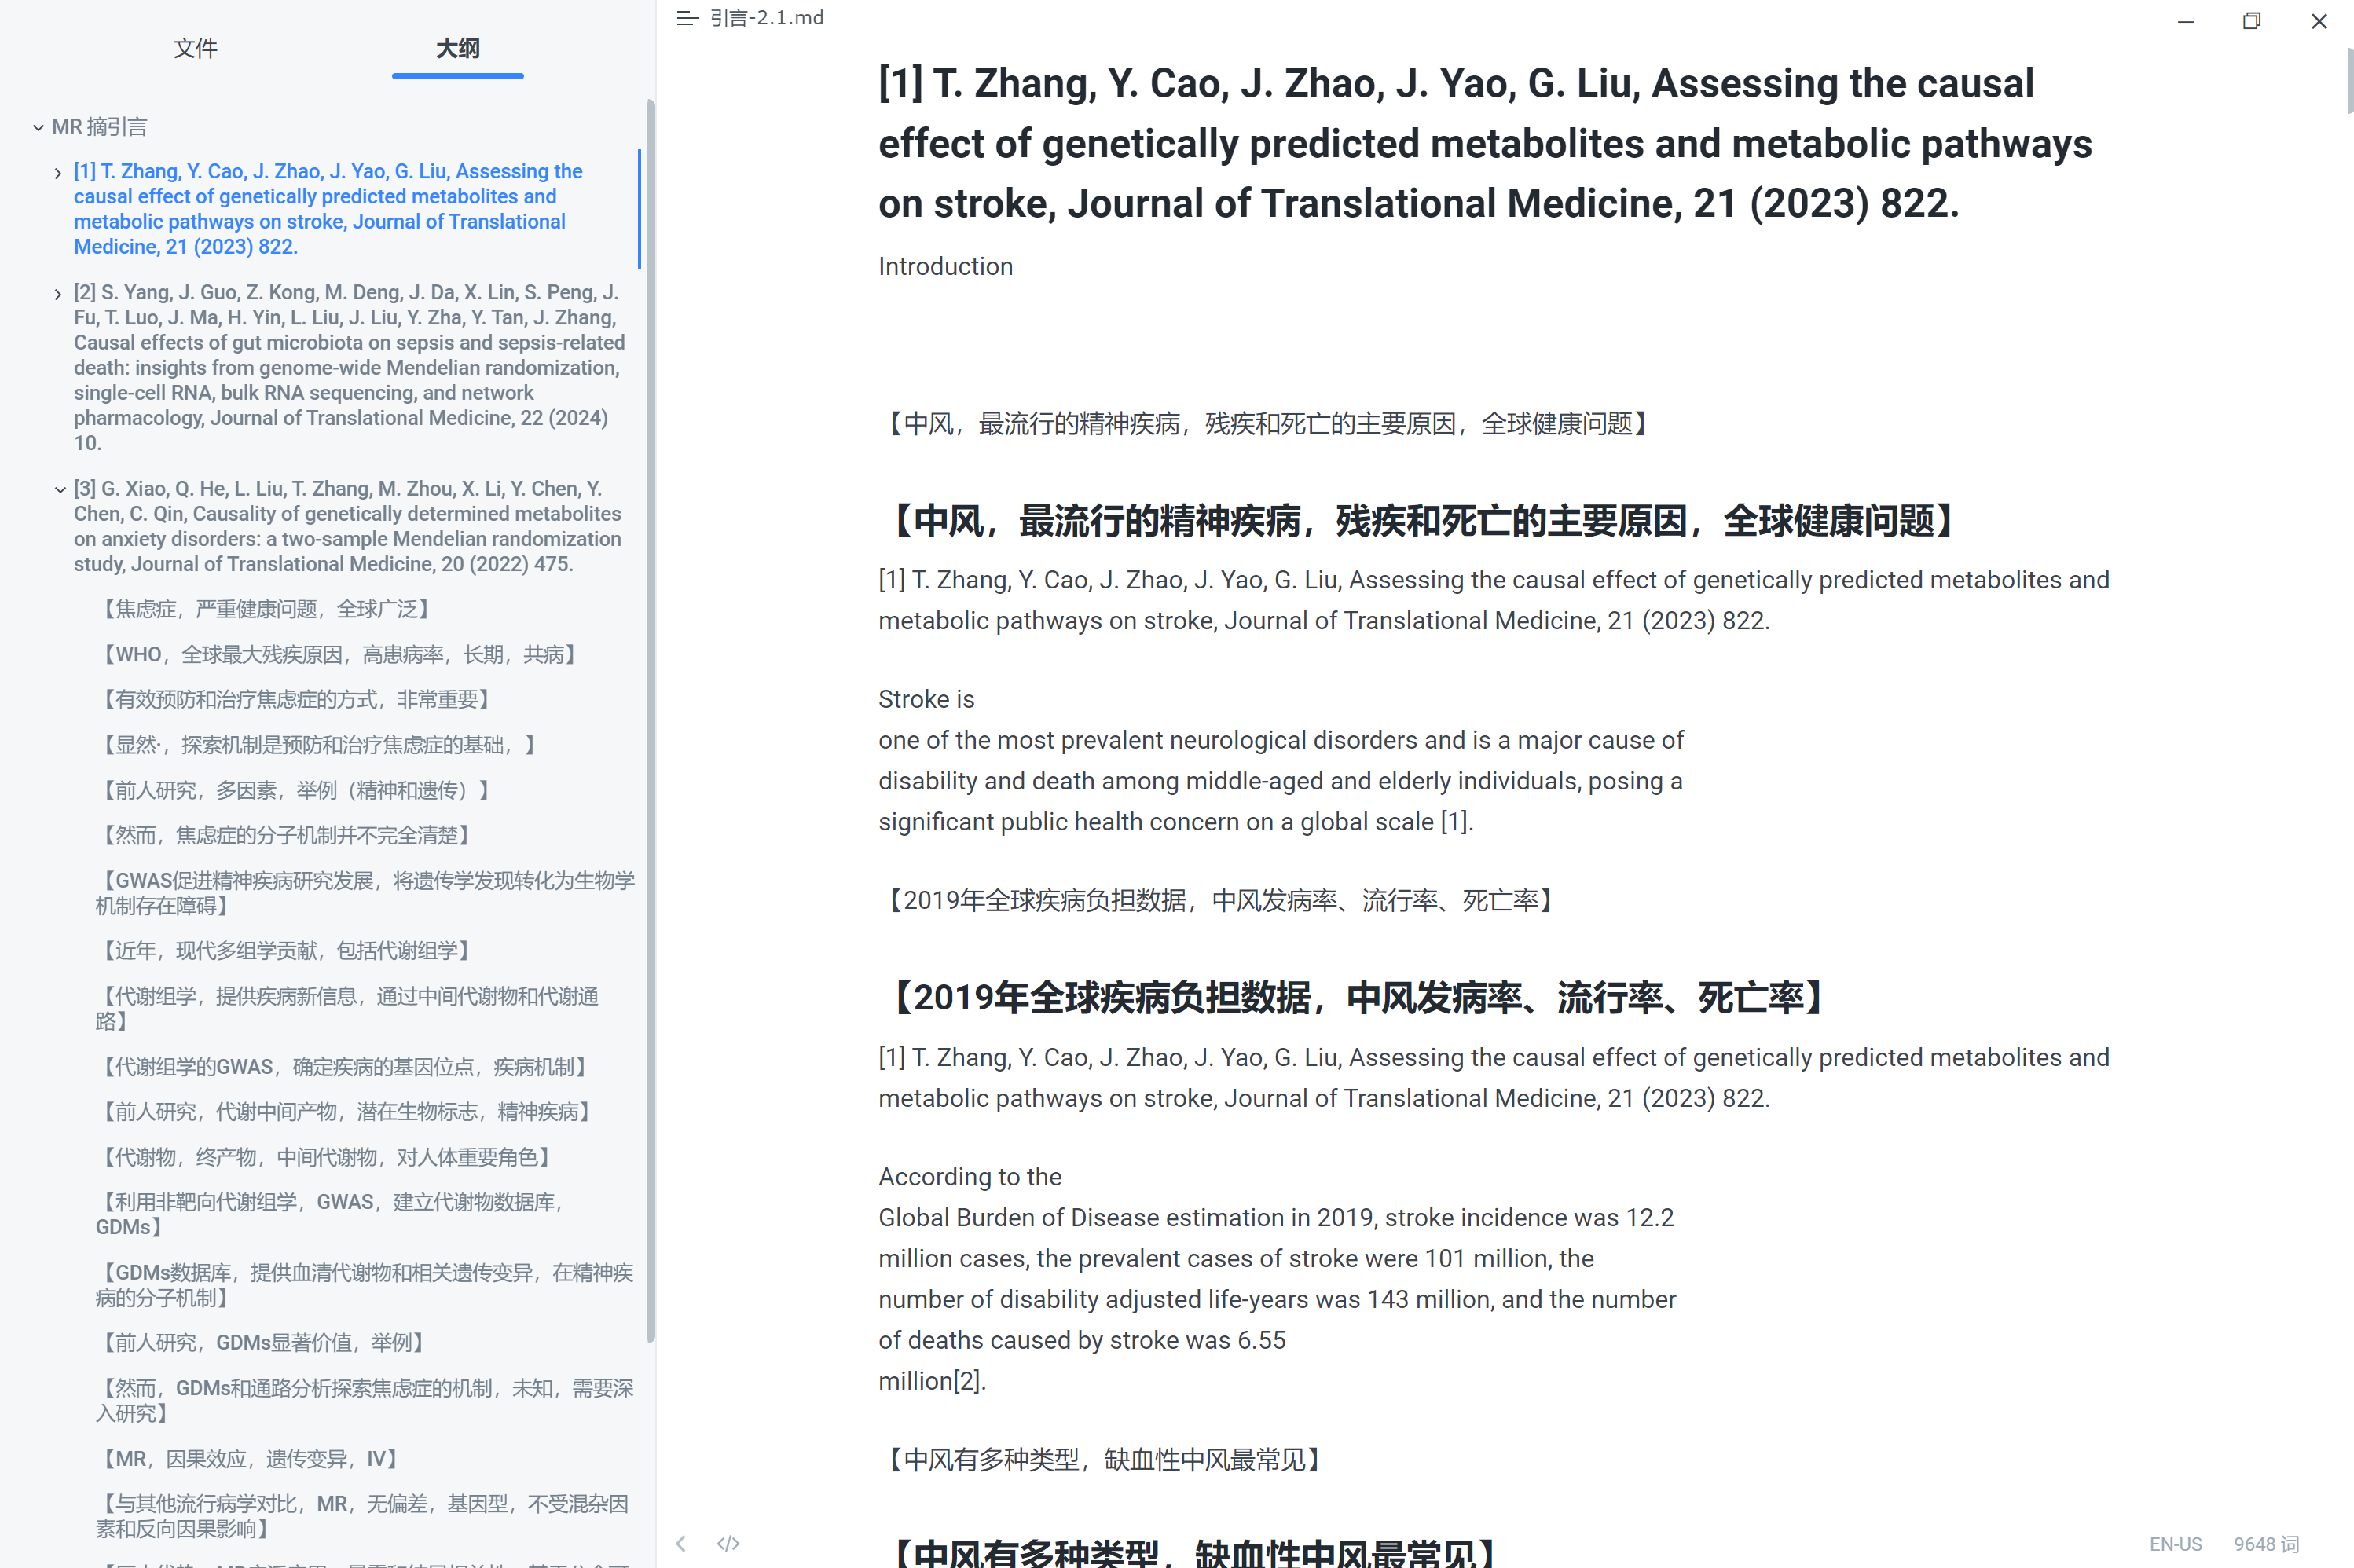 文件
大纲
MR 摘引言
[1] T. Zhang, Y. Cao, J. Zhao, J. Yao, G. Liu, Assessing the
causal effect of genetically predicted metabolites and
metabolic pathways on stroke, Journal of Translational
Medicine, 21 (2023) 822.
[2] S. Yang, J. Guo, Z. Kong, M. Deng, J. Da, X. Lin, S. Peng, J.
Fu, T. Luo, J. Ma, H. Yin, L. Liu, J. Liu, Y. Zha, Y. Tan, J. Zhang,
Causal effects of gut microbiota on sepsis and sepsis-related
death: insights from genome-wide Mendelian randomization,
single-cell RNA, bulk RNA sequencing, and network
pharmacology, Journal of Translational Medicine, 22 (2024)
10.
[3] G. Xiao, Q. He, L. Liu, T. Zhang, M. Zhou, X. Li, Y. Chen, Y.
Chen, C. Qin, Causality of genetically determined metabolites
on anxiety disorders: a two-sample Mendelian randomization
study, Journal of Translational Medicine, 20 (2022) 475.
【焦虑症，严重健康问题，全球广泛】
【WHO，全球最大残疾原因，高患病率，长期，共病】
【有效预防和治疗焦虑症的方式，非常重要】
【显然·，探索机制是预防和治疗焦虑症的基础，】
【前人研究，多因素，举例（精神和遗传）】
【然而，焦虑症的分子机制并不完全清楚】
【GWAS促进精神疾病研究发展，将遗传学发现转化为生物学
机制存在障碍】
【近年，现代多组学贡献，包括代谢组学】
【代谢组学，提供疾病新信息，通过中间代谢物和代谢通
路】
【代谢组学的GWAS，确定疾病的基因位点，疾病机制】
【前人研究，代谢中间产物，潜在生物标志，精神疾病】
【代谢物，终产物，中间代谢物，对人体重要角色】
【利用非靶向代谢组学，GWAS，建立代谢物数据库，
GDMs】
【GDMs数据库，提供血清代谢物和相关遗传变异，在精神疾
病的分子机制】
【前人研究，GDMs显著价值，举例】
【然而，GDMs和通路分析探索焦虑症的机制，未知，需要深
入研究】
【MR，因果效应，遗传变异，IV】
【与其他流行病学对比，MR，无偏差，基因型，不受混杂因
素和反向因果影响】
引言-2.1.md
[1] T. Zhang, Y. Cao, J. Zhao, J. Yao, G. Liu, Assessing the causal
effect of genetically predicted metabolites and metabolic pathways
on stroke, Journal of Translational Medicine, 21 (2023) 822.
Introduction
【中风，最流行的精神疾病，残疾和死亡的主要原因，全球健康问题】
【中风，最流行的精神疾病，残疾和死亡的主要原因，全球健康问题】
[1] T. Zhang, Y. Cao, J. Zhao, J. Yao, G. Liu, Assessing the causal effect of genetically predicted metabolites and
metabolic pathways on stroke, Journal of Translational Medicine, 21 (2023) 822.
Stroke is
one of the most prevalent neurological disorders and is a major cause of
disability and death among middle-aged and elderly individuals, posing a
significant public health concern on a global scale [1].
【2019年全球疾病负担数据，中风发病率、流行率、死亡率】
【2019年全球疾病负担数据，中风发病率、流行率、死亡率】
[1] T. Zhang, Y. Cao, J. Zhao, J. Yao, G. Liu, Assessing the causal effect of genetically predicted metabolites and
metabolic pathways on stroke, Journal of Translational Medicine, 21 (2023) 822.
According to the
Global Burden of Disease estimation in 2019, stroke incidence was 12.2
million cases, the prevalent cases of stroke were 101 million, the
number of disability adjusted life-years was 143 million, and the number
of deaths caused by stroke was 6.55
million[2].
【中风有多种类型，缺血性中风最常见】
【中风有多种类型，缺血性中风最常见】
EN-US
9648 词